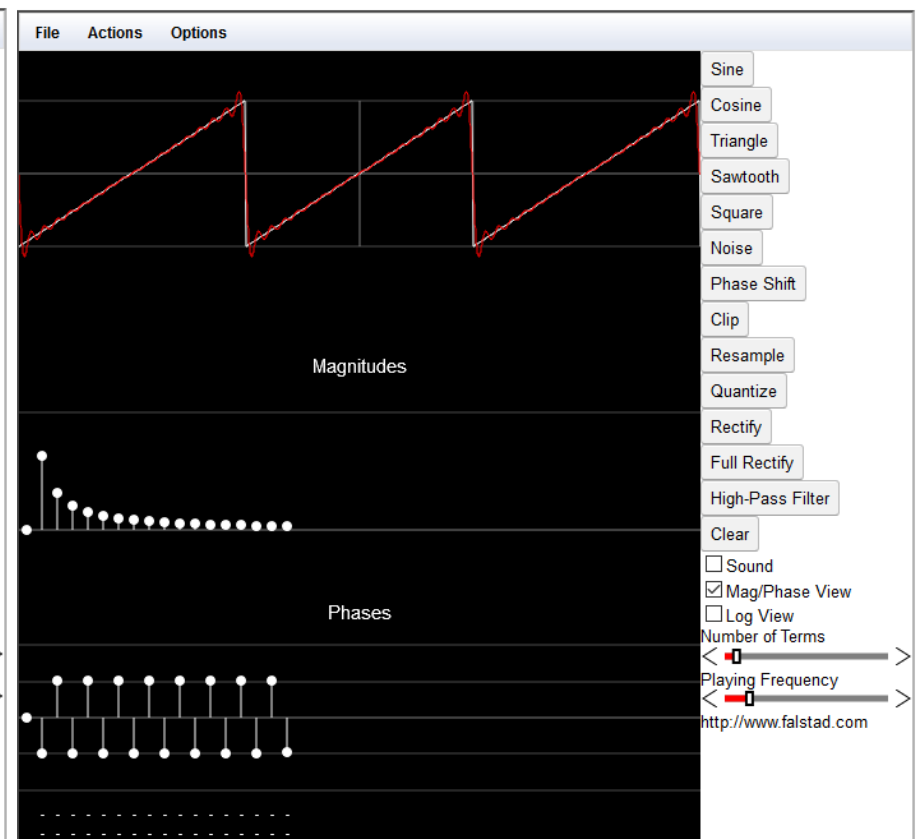 File Actions Options
Sine
Cosine
Triangle
Sawtooth
Square
Noise
Phase Shift
Clip
Resample
Quantize
Rectify
Full Rectify
High-Pass Filter
Clear
Sound
Mag/Phase View
Log View
Number of Terms
Playing Frequency
http://www.falstad.com
Magnitudes
Phases